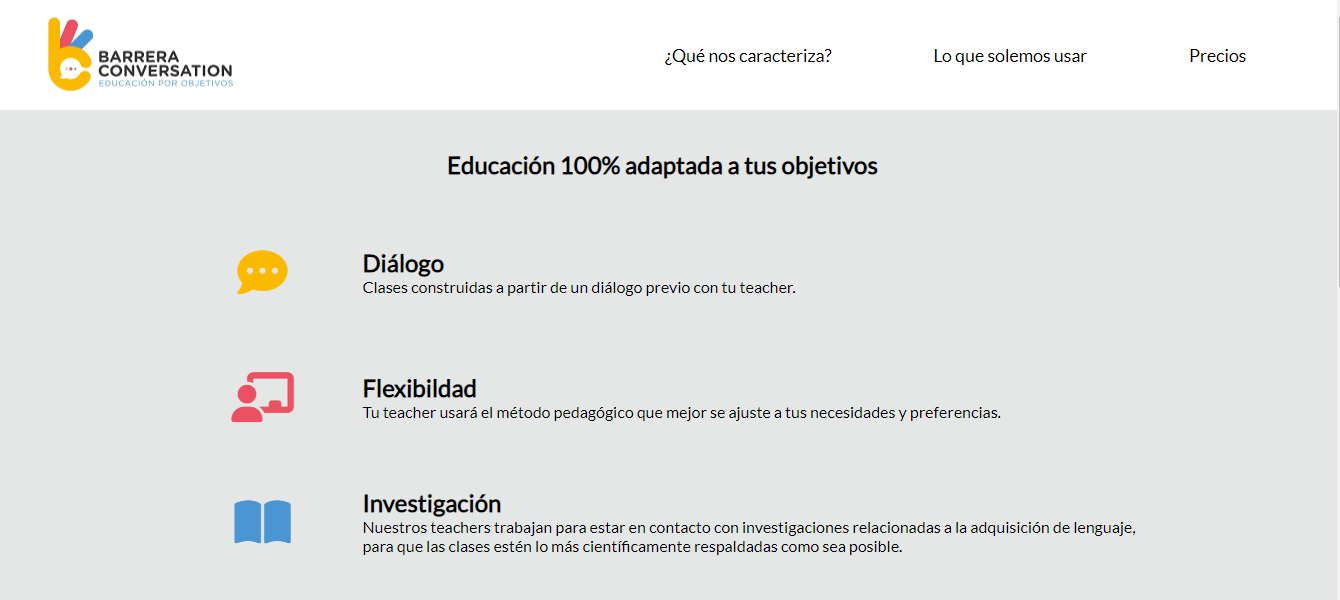 BARRERA
CONVERSATION
EDUCACIÓN POR OBJETIVOS
¿Qué nos caracteriza?
Lo que solemos usar
Precios
Educación 100% adaptada a tus objetivos
Diálogo
Clases construidas a partir de un diálogo previo con tu teacher.
Flexibildad
Tu teacher usará el método pedagógico que mejor se ajuste a tus necesidades y preferencias.
Investigación
Nuestros teachers trabajan para estar en contacto con investigaciones relacionadas a la adquisición de lenguaje,
para que las clases estén lo más científicamente respaldadas como sea posible.